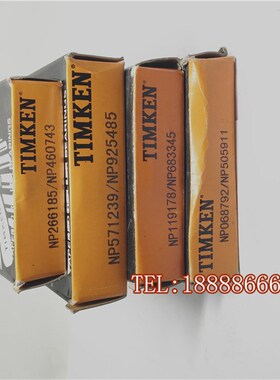 TIMKEN
NP266185/NP460743
TIMKEN
NP571239/NP925485
TIMKEN
NP119178/NP683345
TIMKEN
NP068792/NP505911
TEL:18888666